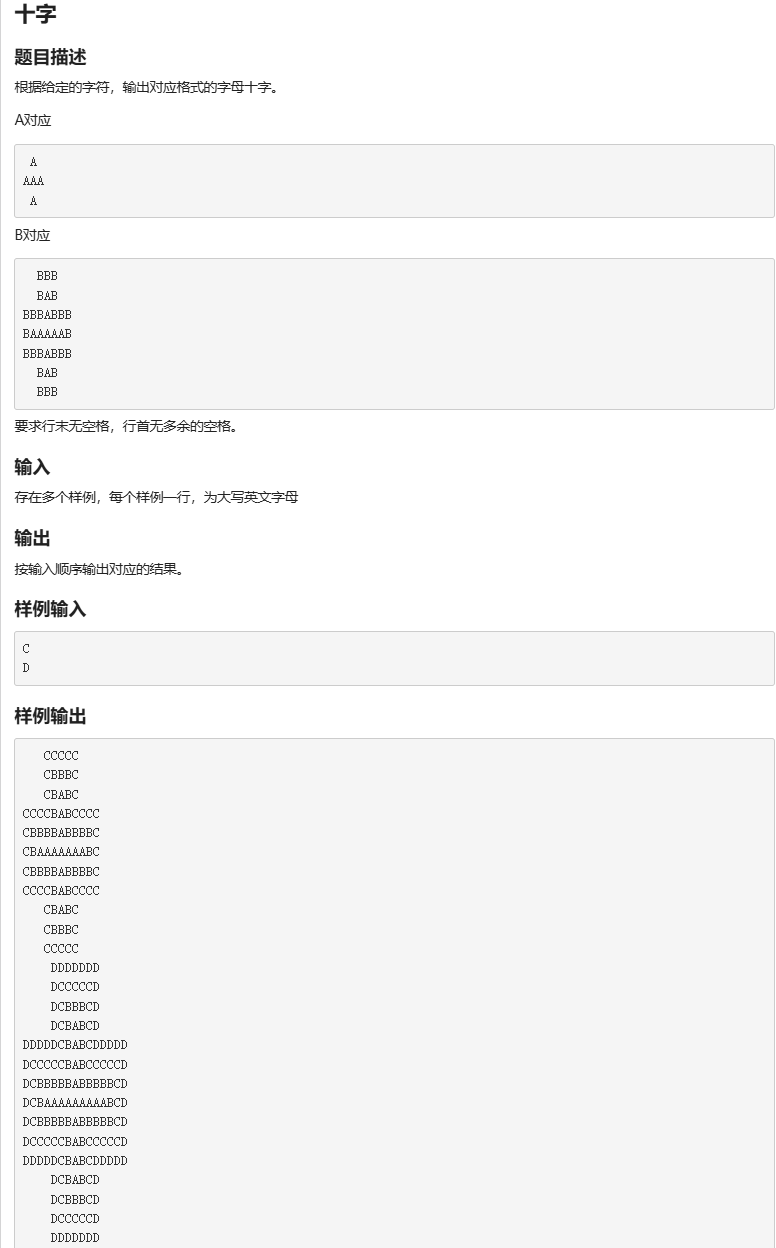 十字
题目描述
根据给定的字符，输出对应格式的字母十字。
A对应
 A
AAA
 A
B对应
  BBB
  BAB
BBBABBB
BAAAAAB
BBBABBB
  BAB
  BBB
要求行末无空格，行首无多余的空格。
输入
存在多个样例，每个样例一行，为大写英文字母
输出
按输入顺序输出对应的结果。
样例输入
C
D
样例输出
   CCCCC
   CBBBC
   CBABC
CCCCBABCCCC
CBBBBABBBBC
CBAAAAAAABC
CBBBBABBBBC
CCCCBABCCCC
   CBABC
   CBBBC
   CCCCC
    DDDDDDD
    DCCCCCD
    DCBBBCD
    DCBABCD
DDDDDCBABCDDDDD
DCCCCCBABCCCCCD
DCBBBBBABBBBBCD
DCBAAAAAAAAABCD
DCBBBBBABBBBBCD
DCCCCCBABCCCCCD
DDDDDCBABCDDDDD
    DCBABCD
    DCBBBCD
    DCCCCCD
    DDDDDDD